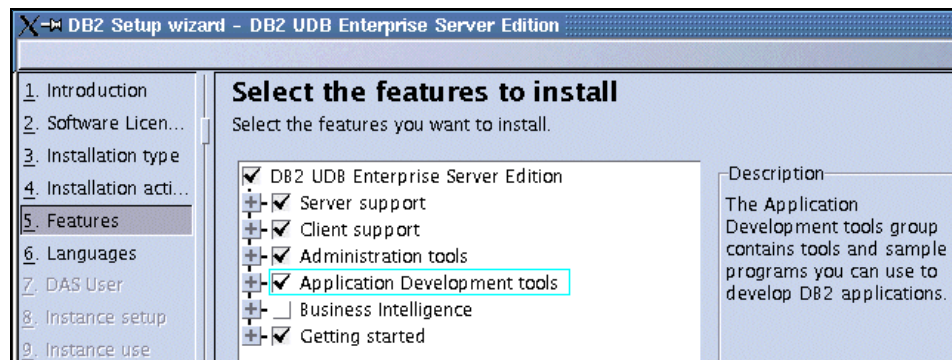 DB2 Setup wizard - DB2 UDB Enterprise Server Edition
1. Introduction
2. Software Licen...
3. Installation type
4. Installation acti...
5. Features
6. Languages
7. DAS User
8. Instance setup
9. Instance use
Select the features to install
Select the features you want to install.
DB2 UDB Enterprise Server Edition
Server support
Client support
Administration tools
Application Development tools
Business Intelligence
Getting started
Description
The Application
Development tools group
contains tools and sample
programs you can use to
develop DB2 applications.